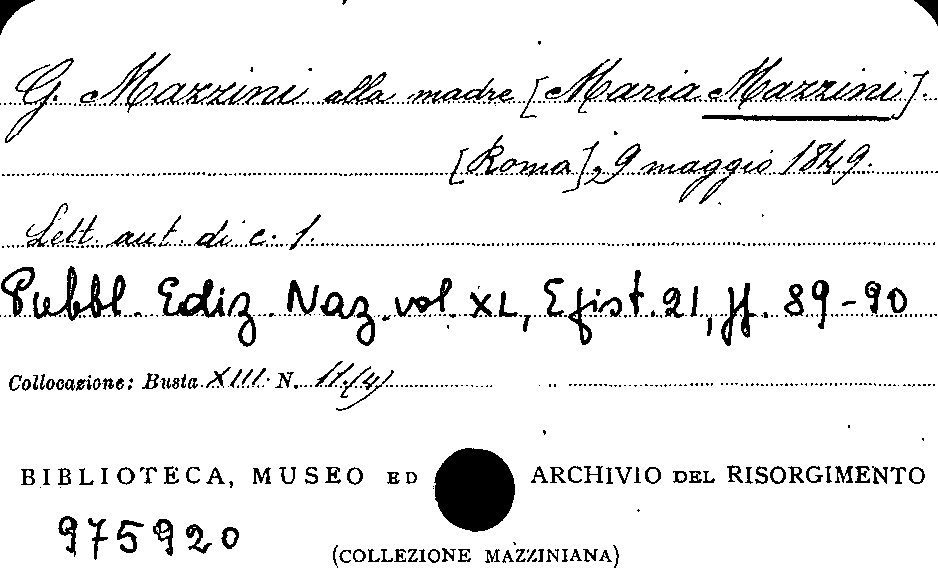 G. Mazzini alla madre [Maria Mazzini].
[Roma], 9 maggio 1849.
Lett. aut. di c. 1.
Pubbl. Ediz. Naz. vol. XL, Epist. 21, pp. 89-90
Collocazione: Busta XIII N. 11.(4)
BIBLIOTECA, MUSEO ED ARCHIVIO DEL RISORGIMENTO
975920
(COLLEZIONE MAZZINIANA)